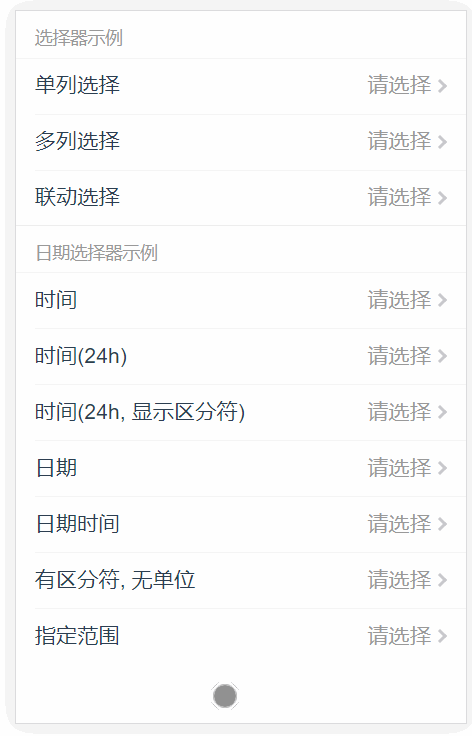 选择器示例
单列选择 请选择
多列选择 请选择
联动选择 请选择
日期选择器示例
时间 请选择
时间(24h) 请选择
时间(24h, 显示区分符) 请选择
日期 请选择
日期时间 请选择
有区分符, 无单位 请选择
指定范围 请选择